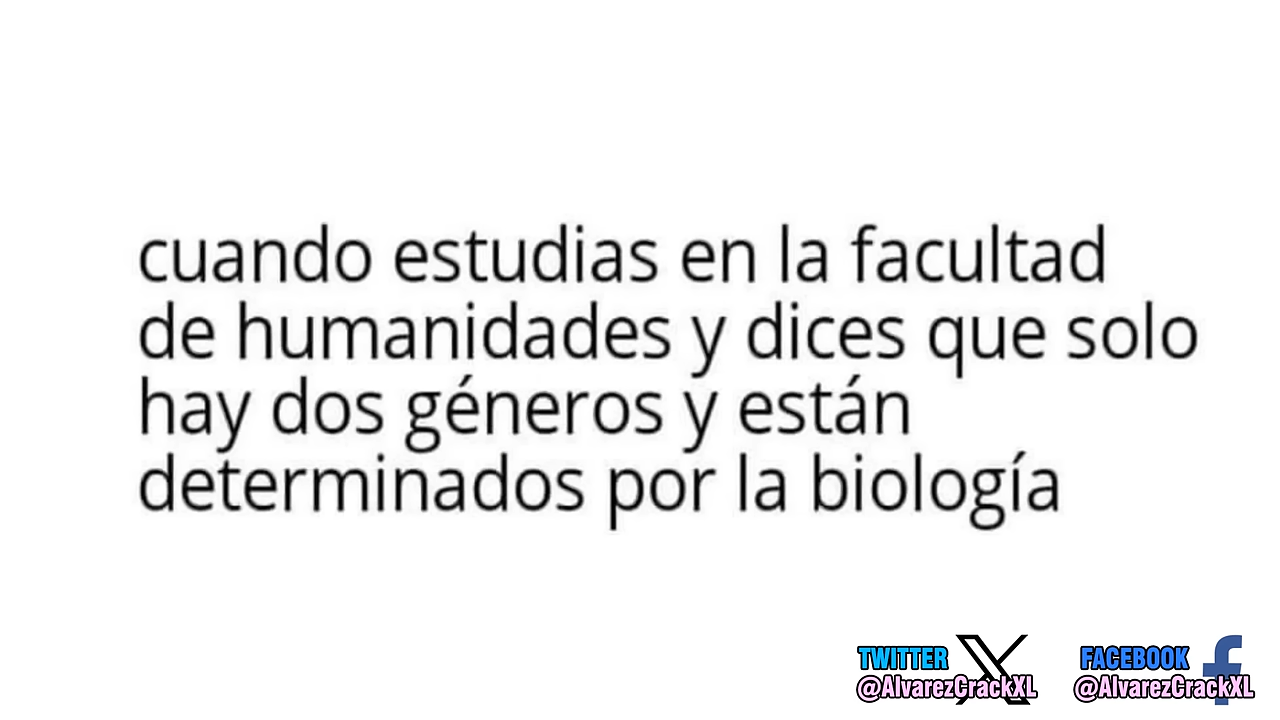 cuando estudias en la facultad
de humanidades y dices que solo
hay dos géneros y están
determinados por la biología
TWITTER
@AlvarezCrackXL
FACEBOOK
@AlvarezCrackXL